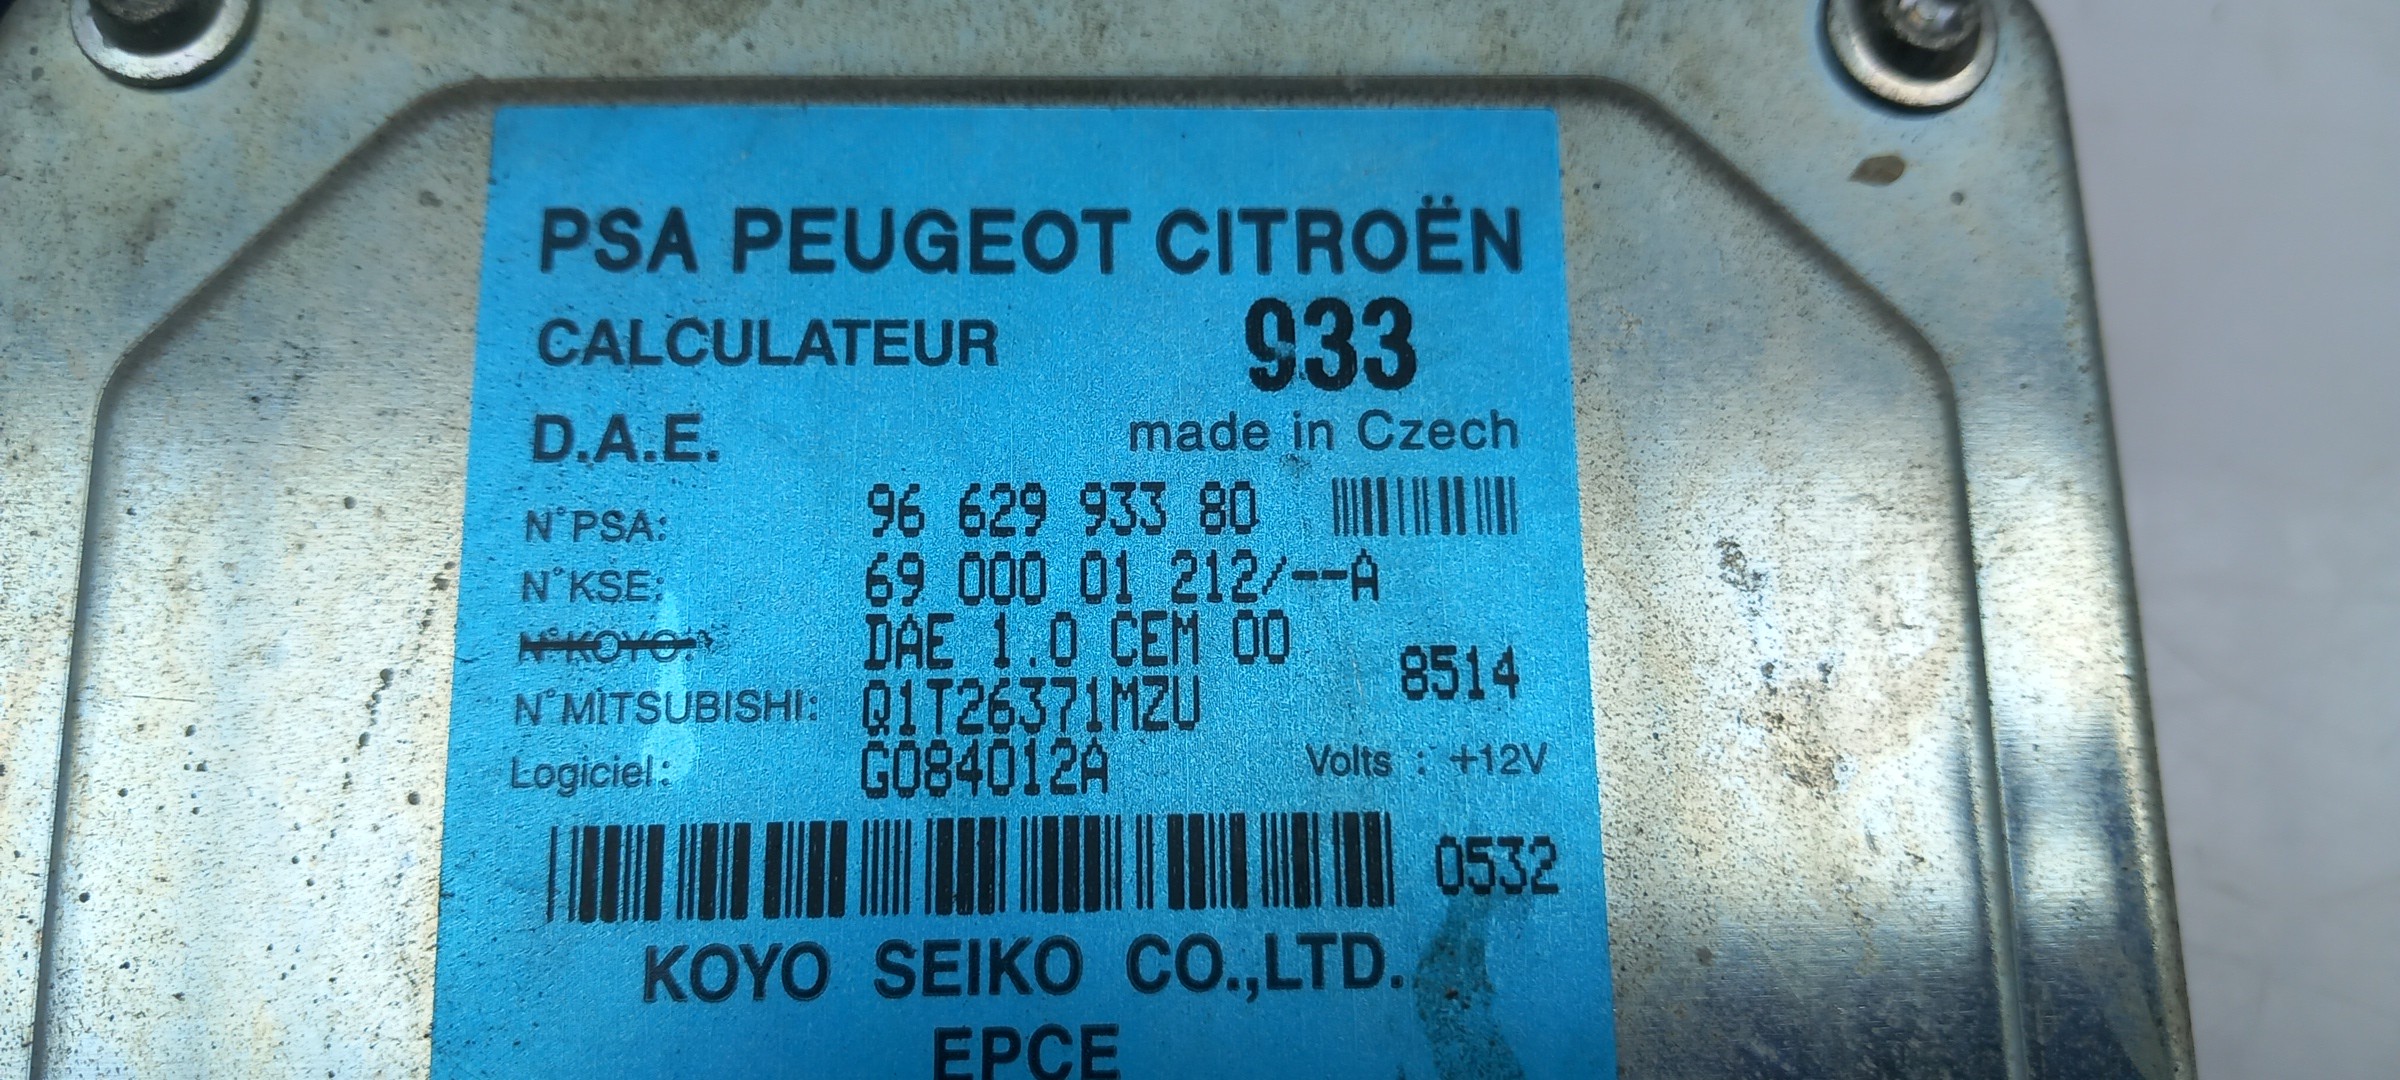 PSA PEUGEOT CITROËN
CALCULATEUR 933
D.A.E. made in Czech
N°PSA: 96 629 933 80
N°KSE: 69 000 01 212/--A
N°KOYO: DAE 1.0 CEM 00
8514
N°MITSUBISHI: Q1T26371MZU
Logiciel: G084012A Volts : +12V
0532
KOYO SEIKO CO.,LTD.
EPCE